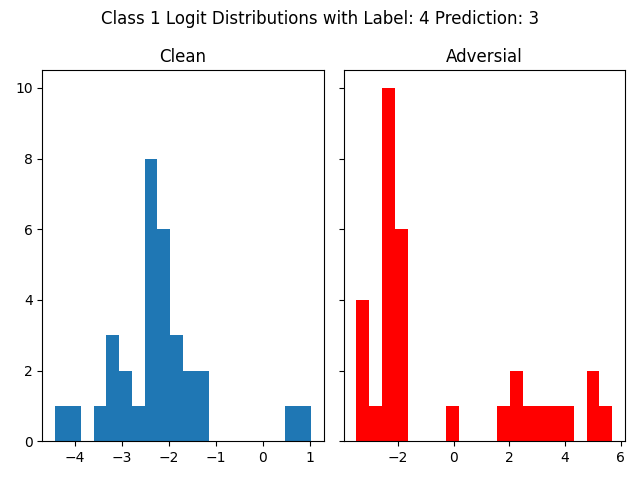 Class 1 Logit Distributions with Label: 4 Prediction: 3
Clean
Adversial
10
8
6
4
2
0
−4 −3 −2 −1 0 1
−2 0 2 4 6